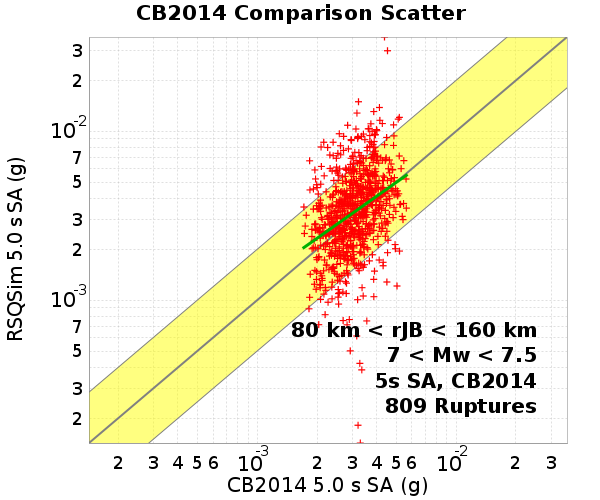 CB2014 Comparison Scatter
RSQSim 5.0 s SA (g)
3
2
10-2
7
5
3
2
10-3
7
5
3
2
80 km < rJB < 160 km
7 < Mw < 7.5
5s SA, CB2014
809 Ruptures
2 3 4 5 6 10-3 2 3 4 5 6 10-2 2 3
CB2014 5.0 s SA (g)